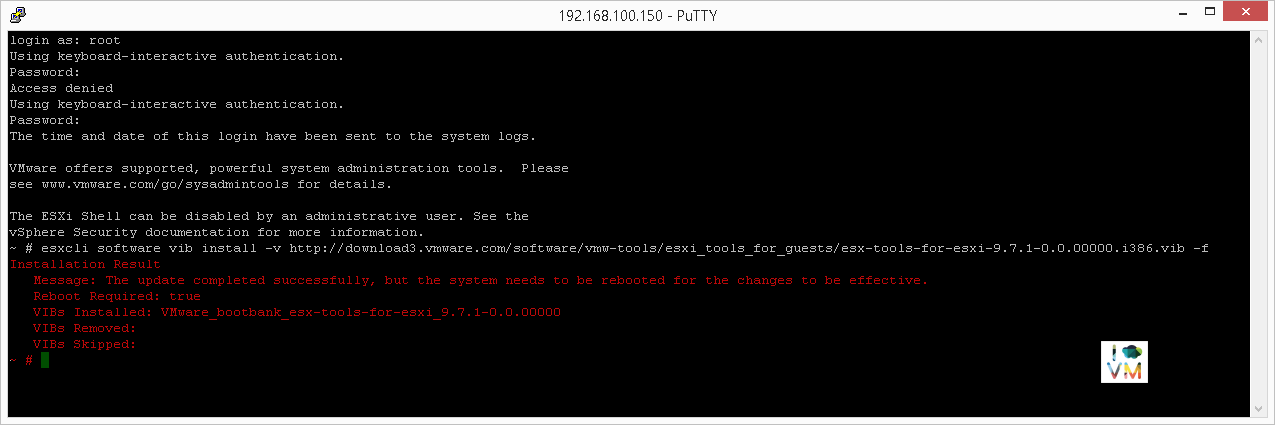 192.168.100.150 - PuTTY
login as: root
Using keyboard-interactive authentication.
Password:
Access denied
Using keyboard-interactive authentication.
Password:
The time and date of this login have been sent to the system logs.
VMware offers supported, powerful system administration tools.  Please
see www.vmware.com/go/sysadmintools for details.
The ESXi Shell can be disabled by an administrative user. See the
vSphere Security documentation for more information.
~ # esxcli software vib install -v http://download3.vmware.com/software/vmw-tools/esxi_tools_for_guests/esx-tools-for-esxi-9.7.1-0.0.00000.i386.vib -f
Installation Result
   Message: The update completed successfully, but the system needs to be rebooted for the changes to be effective.
   Reboot Required: true
   VIBs Installed: VMware_bootbank_esx-tools-for-esxi_9.7.1-0.0.00000
   VIBs Removed:
   VIBs Skipped:
~ #
I
VM